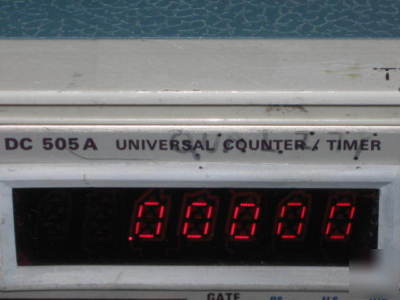 DC 505A UNIVERSAL COUNTER / TIMER
.00000
GATE